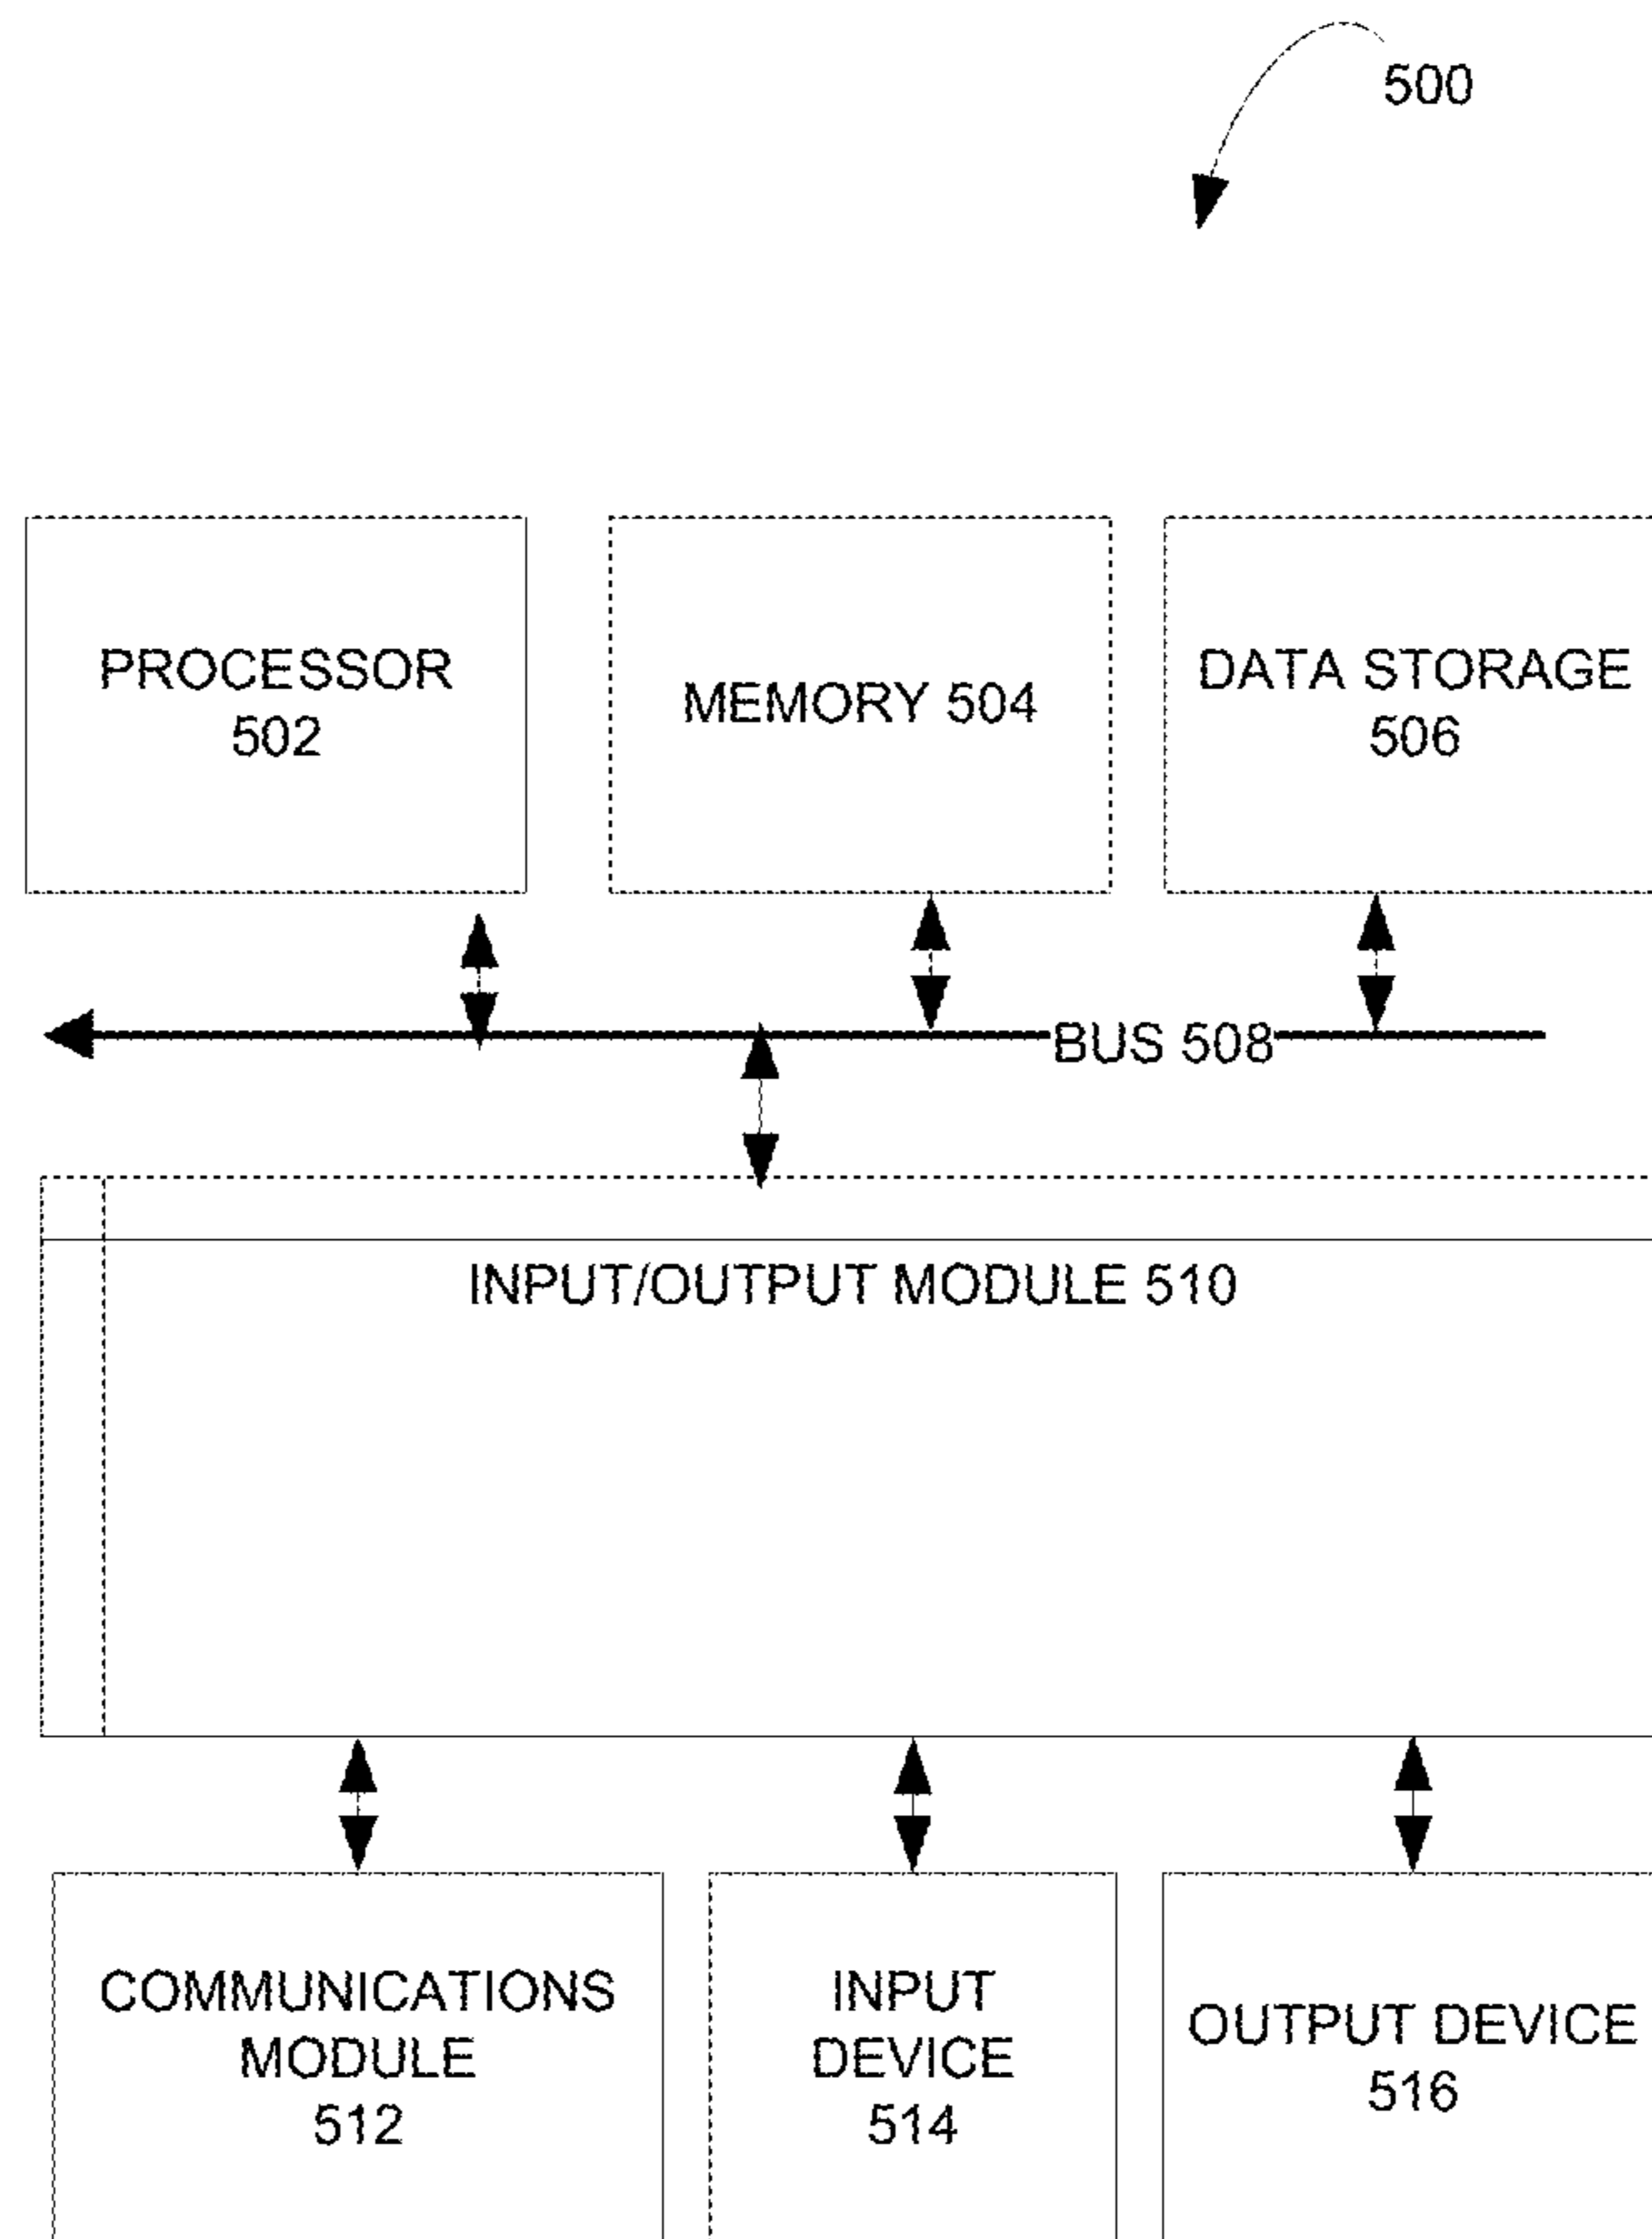 500
PROCESSOR
502
MEMORY 504
DATA STORAGE
506
BUS 508
INPUT/OUTPUT MODULE 510
COMMUNICATIONS
MODULE
512
INPUT
DEVICE
514
OUTPUT DEVICE
516